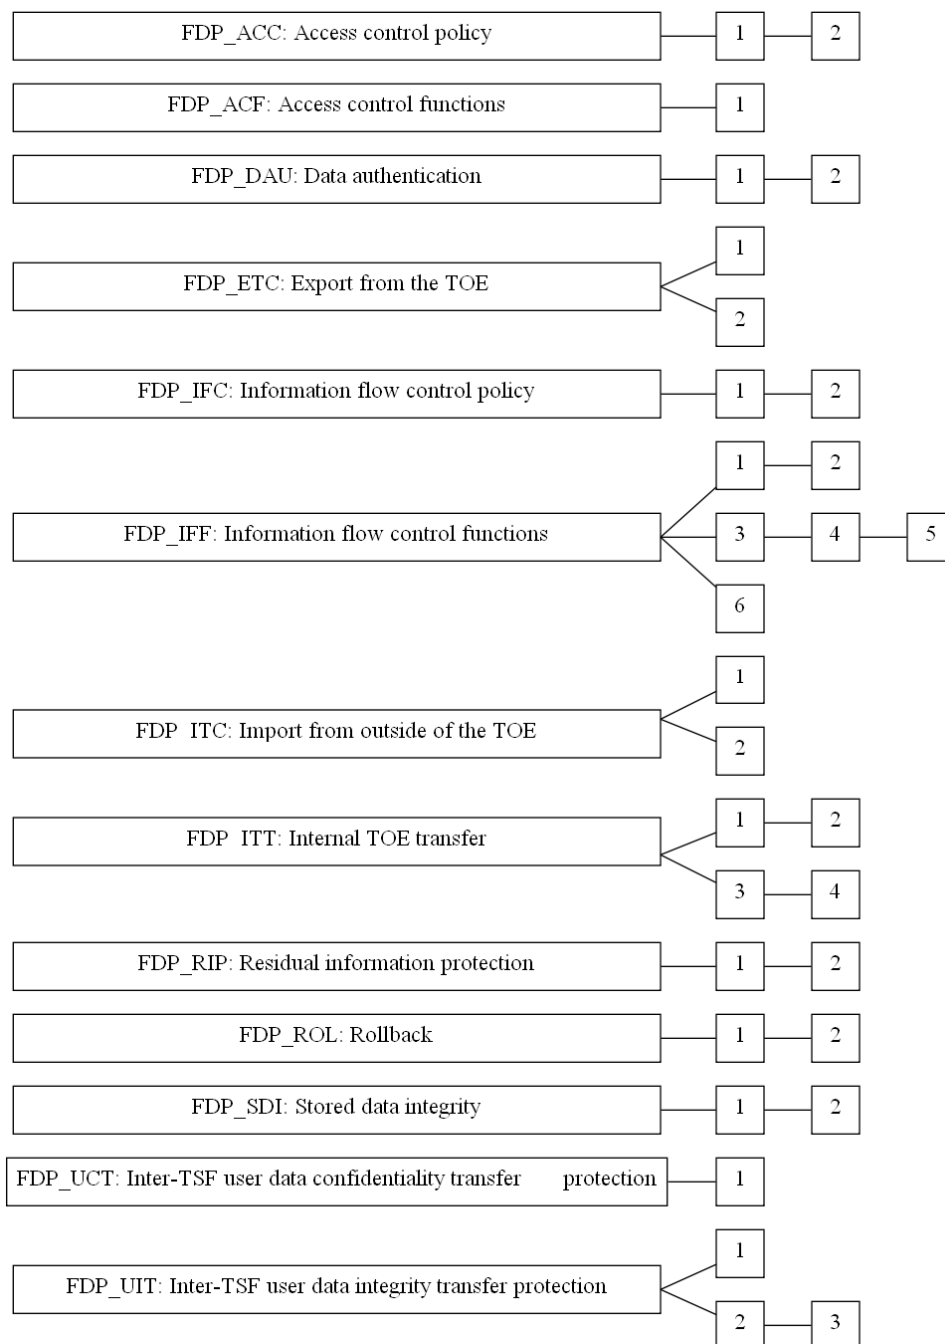 FDP_ACC: Access control policy 1 2
FDP_ACF: Access control functions 1
FDP_DAU: Data authentication 1 2
1
FDP_ETC: Export from the TOE
2
FDP_IFC: Information flow control policy 1 2
1 2
FDP_IFF: Information flow control functions 3 4 5
6
1
FDP_ITC: Import from outside of the TOE
2
1 2
FDP_ITT: Internal TOE transfer
3 4
FDP_RIP: Residual information protection 1 2
FDP_ROL: Rollback 1 2
FDP_SDI: Stored data integrity 1 2
FDP_UCT: Inter-TSF user data confidentiality transfer protection 1
1
FDP_UIT: Inter-TSF user data integrity transfer protection
2 3